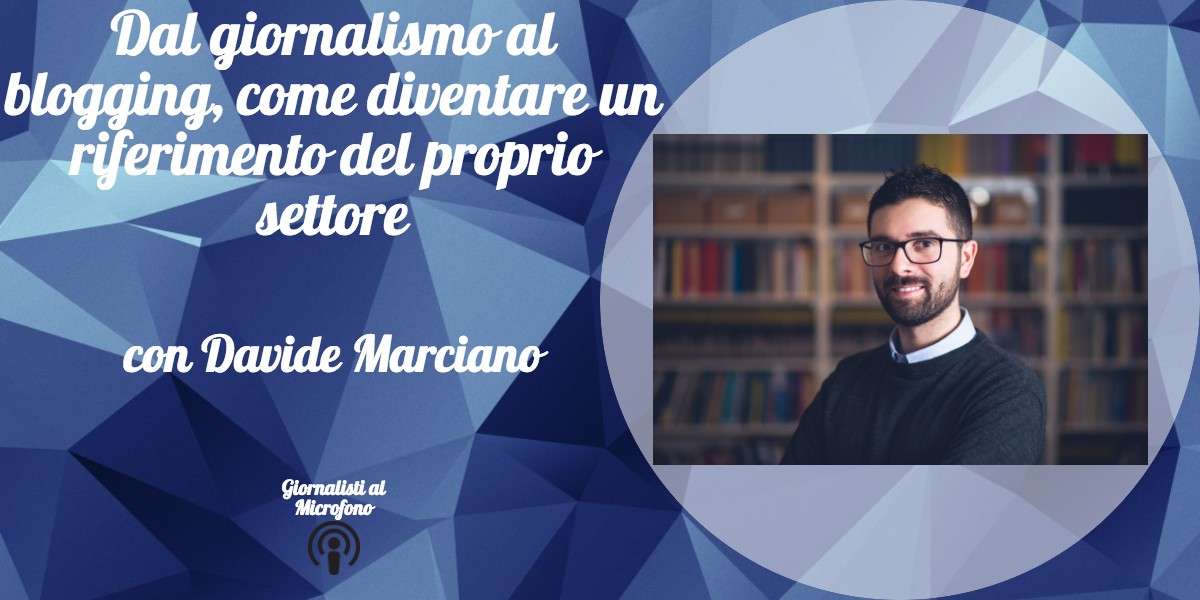 Dal giornalismo al
blogging, come diventare un
riferimento del proprio
settore
con Davide Marciano
Giornalisti al
Microfono